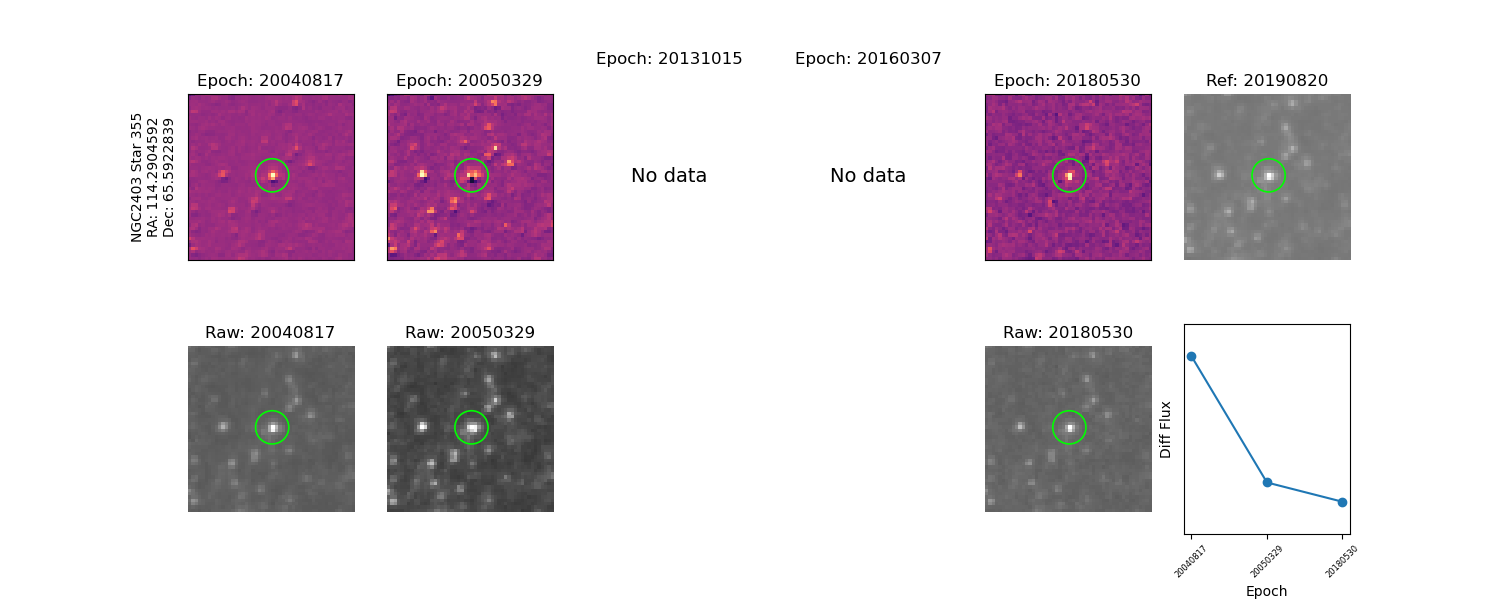 Epoch: 20131015
Epoch: 20160307
Epoch: 20040817
Epoch: 20050329
Epoch: 20180530
Ref: 20190820
NGC2403 Star 355
RA: 114.2904592
Dec: 65.5922839
No data
No data
Raw: 20040817
Raw: 20050329
Raw: 20180530
Diff Flux
20040817
20050329
20180530
Epoch